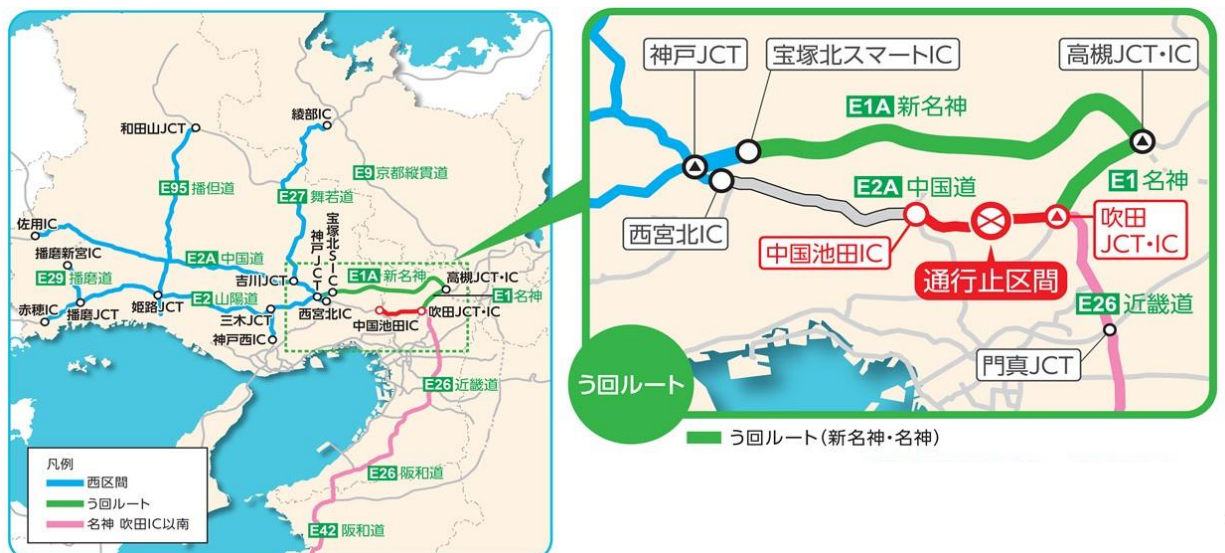 和田山JCT
綾部IC
E9 京都縦貫道
E95 播但道
E27 舞若道
佐用IC
播磨新宮IC
E2A 中国道
宝塚北SIC
神戸JCT
E1A 新名神
高槻JCT・IC
E29 播磨道
吉川JCT
E1 名神
E2 山陽道
赤穂IC
播磨JCT
姫路JCT
三木JCT
西宮北IC
吹田JCT・IC
中国池田IC
神戸西IC
E26 近畿道
E26 阪和道
E42 阪和道
凡例
西区間
う回ルート
名神 吹田IC以南
神戸JCT
宝塚北スマートIC
高槻JCT・IC
E1A 新名神
E2A 中国道
E1 名神
西宮北IC
中国池田IC
吹田
JCT・IC
通行止区間
E26 近畿道
門真JCT
う回ルート
う回ルート(新名神・名神)